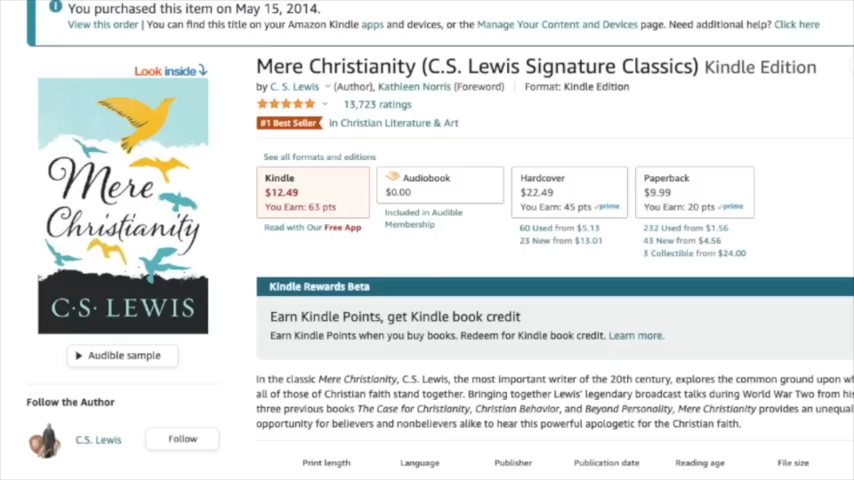 You purchased this item on May 15, 2014.
View this order | You can find this title on your Amazon Kindle apps and devices, or the Manage Your Content and Devices page. Need additional help? Click here
Look inside
Mere Christianity (C.S. Lewis Signature Classics) Kindle Edition
by C. S. Lewis (Author), Kathleen Norris (Foreword) | Format: Kindle Edition
13,723 ratings
#1 Best Seller in Christian Literature & Art
See all formats and editions
Kindle
$12.49
You Earn: 63 pts
Read with Our Free App
Audiobook
$0.00
Included in Audible
Membership
Hardcover
$22.49
You Earn: 45 pts prime
60 Used from $5.13
23 New from $13.01
Paperback
$9.99
You Earn: 20 pts prime
232 Used from $1.56
43 New from $4.56
3 Collectible from $24.00
Mere
Christianity
C·S·LEWIS
Audible sample
Follow the Author
C.S. Lewis
Follow
Kindle Rewards Beta
Earn Kindle Points, get Kindle book credit
Earn Kindle Points when you buy books. Redeem for Kindle book credit. Learn more.
In the classic Mere Christianity, C.S. Lewis, the most important writer of the 20th century, explores the common ground upon
all of those of Christian faith stand together. Bringing together Lewis' legendary broadcast talks during World War Two from his
three previous books The Case for Christianity, Christian Behavior, and Beyond Personality, Mere Christianity provides an
opportunity for believers and nonbelievers alike to hear this powerful apologetic for the Christian faith.
Print length
Language
Publisher
Publication date
Reading age
File size